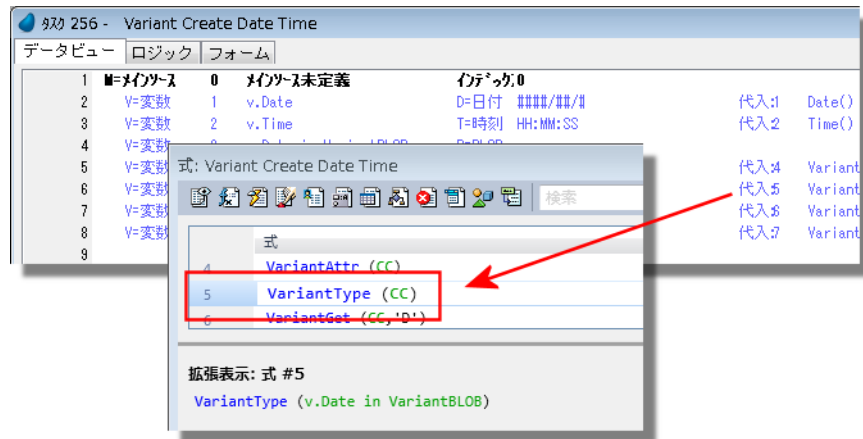 タスク 256 - Variant Create Date Time
データビュー ロジック フォーム
1 M=メインソース 0 メインソース未定義 インデックス:0
2 V=変数 1 v.Date D=日付 ####/##/# 代入:1 Date()
3 V=変数 2 v.Time T=時刻 HH:MM:SS 代入:2 Time()
4 V=変数
5 V=変数 代入:4 Variant
6 V=変数 代入:5 Variant
7 V=変数 代入:6 Variant
8 V=変数 代入:7 Variant
9
式: Variant Create Date Time
検索
式
4 VariantAttr (CC)
5 VariantType (CC)
6 VariantGet (CC,'D')
拡張表示: 式 #5
VariantType (v.Date in VariantBLOB)